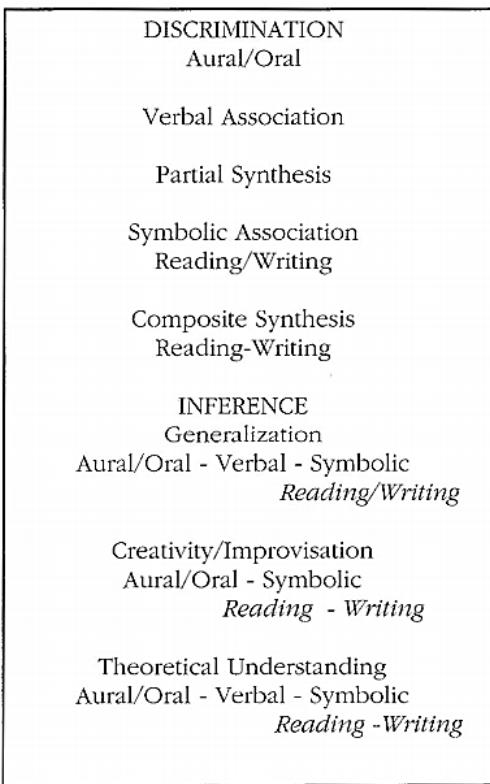 DISCRIMINATION
Aural/Oral
Verbal Association
Partial Synthesis
Symbolic Association
Reading/Writing
Composite Synthesis
Reading-Writing
INFERENCE
Generalization
Aural/Oral - Verbal - Symbolic
Reading/Writing
Creativity/Improvisation
Aural/Oral - Symbolic
Reading - Writing
Theoretical Understanding
Aural/Oral - Verbal - Symbolic
Reading -Writing